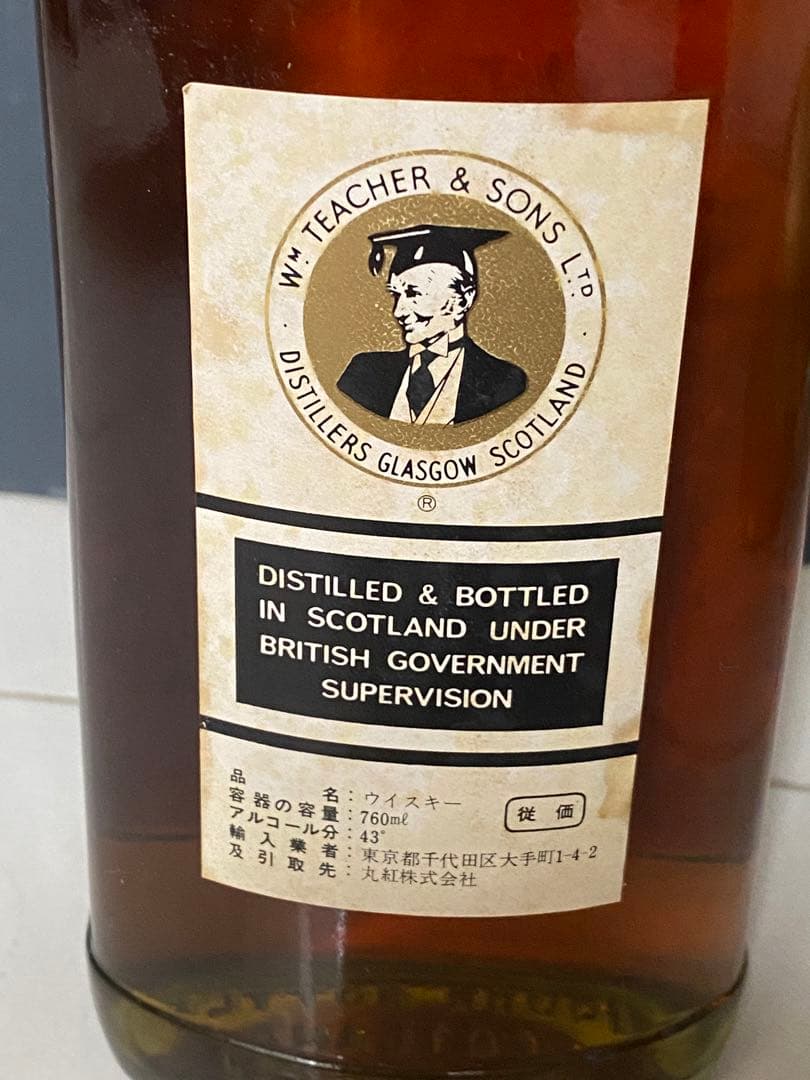 Wᴹ TEACHER & SONS Lᵀᴰ.
· DISTILLERS GLASGOW SCOTLAND ·
®
DISTILLED & BOTTLED
IN SCOTLAND UNDER
BRITISH GOVERNMENT
SUPERVISION
品名:ウイスキー
容器の容量:760mℓ
従価
アルコール分:43°
輸入業者:東京都千代田区大手町1-4-2
及引取先:丸紅株式会社